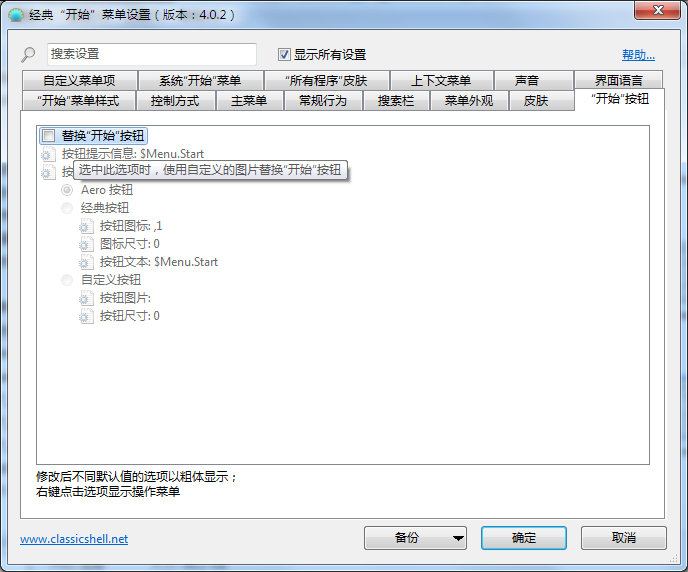 经典 “开始” 菜单设置 ( 版本：4.0.2 )
搜索设置
显示所有设置
帮助...
自定义菜单项
系统"开始"菜单
"所有程序"皮肤
上下文菜单
声音
界面语言
"开始"菜单样式
控制方式
主菜单
常规行为
搜索栏
菜单外观
皮肤
"开始"按钮
替换"开始"按钮
按钮提示信息: $Menu.Start
选中此选项时，使用自定义的图片替换"开始"按钮
按
Aero 按钮
经典按钮
按钮图标: ,1
图标尺寸: 0
按钮文本: $Menu.Start
自定义按钮
按钮图片:
按钮尺寸: 0
修改后不同默认值的选项以粗体显示；
右键点击选项显示操作菜单
www.classicshell.net
备份
确定
取消